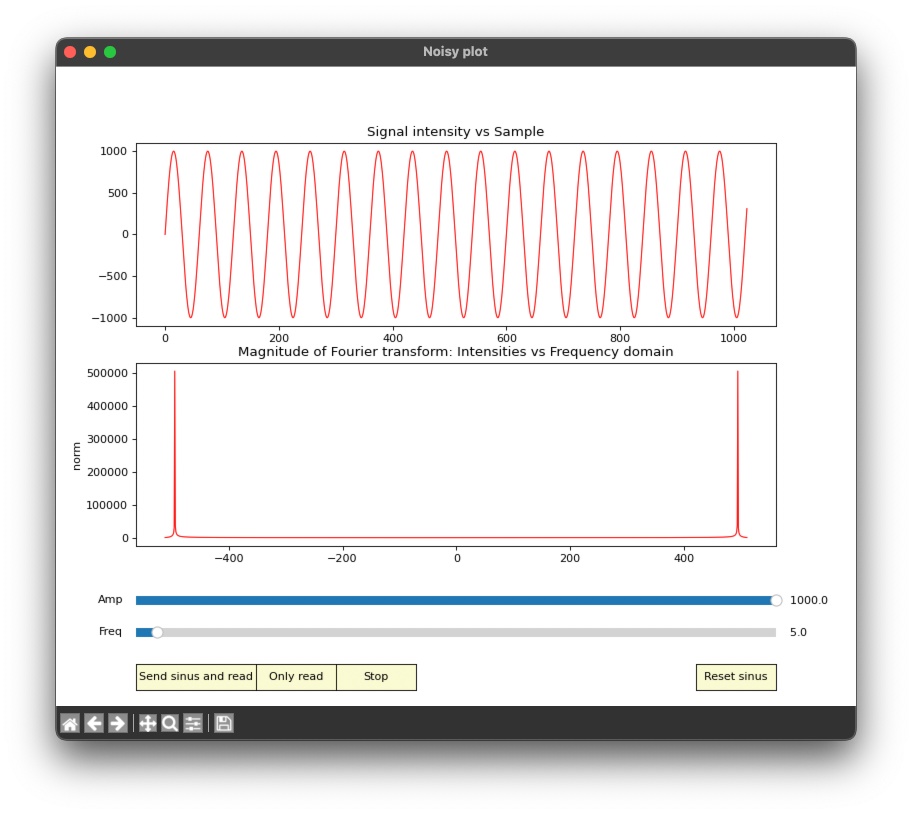 Noisy plot
Signal intensity vs Sample
1000
500
0
−500
−1000
0 200 400 600 800 1000
Magnitude of Fourier transform: Intensities vs Frequency domain
500000
400000
300000
200000
100000
0
norm
−400 −200 0 200 400
Amp 1000.0
Freq 5.0
Send sinus and read Only read Stop Reset sinus